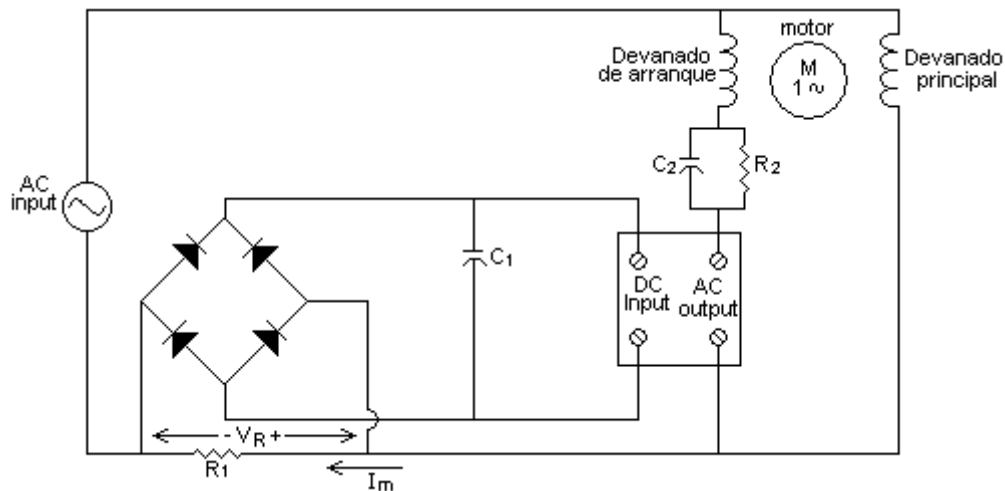 motor
Devanado
de arranque
M
1 ~
Devanado
principal
C2
R2
AC
input
C1
DC
Input
AC
output
- VR +
R1
Im